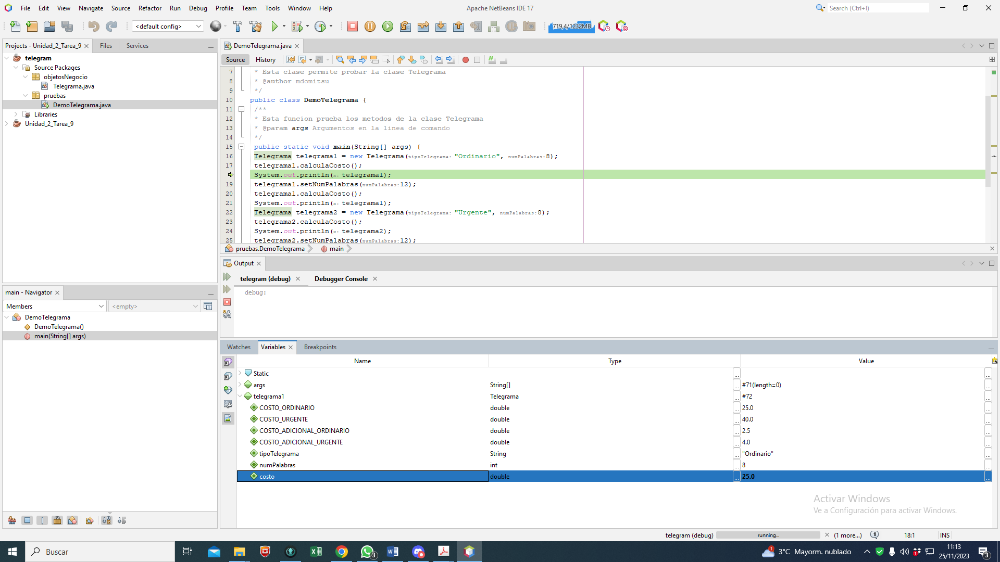 File Edit View Navigate Source Refactor Run Debug Profile Team Tools Window Help
Apache NetBeans IDE 17
Search (Ctrl+I)
<default config>
719,4/1232MB
Projects - Unidad_2_Tarea_9
Files
Services
telegram
Source Packages
objetosNegocio
Telegrama.java
pruebas
DemoTelegrama.java
Libraries
Unidad_2_Tarea_9
DemoTelegrama.java
Source History
7 * Esta clase permite probar la clase Telegrama
8 * @author mdomitsu
9 */
10 public class DemoTelegrama {
11 /**
12 * Esta funcion prueba los metodos de la clase Telegrama
13 * @param args Argumentos en la linea de comando
14 */
15 public static void main(String[] args) {
16 Telegrama telegrama1 = new Telegrama(tipoTelegrama: "Ordinario", numPalabras: 8);
17 telegrama1.calculaCosto();
System.out.println(x: telegrama1);
19 telegrama1.setNumPalabras(numPalabras: 12);
20 telegrama1.calculaCosto();
21 System.out.println(x: telegrama1);
22 Telegrama telegrama2 = new Telegrama(tipoTelegrama: "Urgente", numPalabras: 8);
23 telegrama2.calculaCosto();
24 System.out.println(x: telegrama2);
25 telegrama2.setNumPalabras(numPalabras: 12);
pruebas.DemoTelegrama main
Output
telegram (debug) Debugger Console
debug:
main - Navigator
Members <empty>
DemoTelegrama
DemoTelegrama()
main(String[] args)
Watches Variables Breakpoints
Name Type Value
Static ... ...
args String[] ... #71(length=0) ...
telegrama1 Telegrama ... #72 ...
COSTO_ORDINARIO double ... 25.0 ...
COSTO_URGENTE double ... 40.0 ...
COSTO_ADICIONAL_ORDINARIO double ... 2.5 ...
COSTO_ADICIONAL_URGENTE double ... 4.0 ...
tipoTelegrama String ... "Ordinario" ...
numPalabras int ... 8 ...
costo double ... 25.0 ...
Activar Windows
Ve a Configuración para activar Windows.
telegram (debug) running... (1 more...) 1 18:1 INS
Buscar
3
1
3°C Mayorm. nublado
11:13
25/11/2023
3